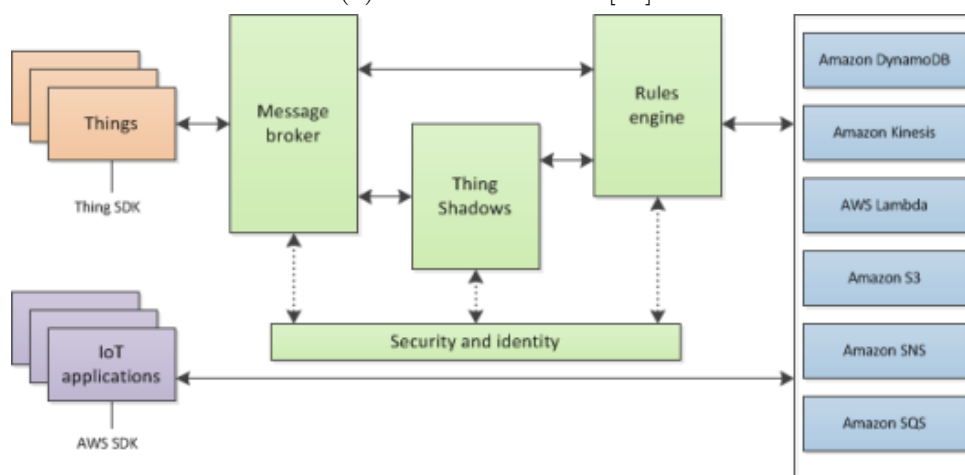 Things
Thing SDK
IoT
applications
AWS SDK
Message
broker
Thing
Shadows
Rules
engine
Security and identity
Amazon DynamoDB
Amazon Kinesis
AWS Lambda
Amazon S3
Amazon SNS
Amazon SQS